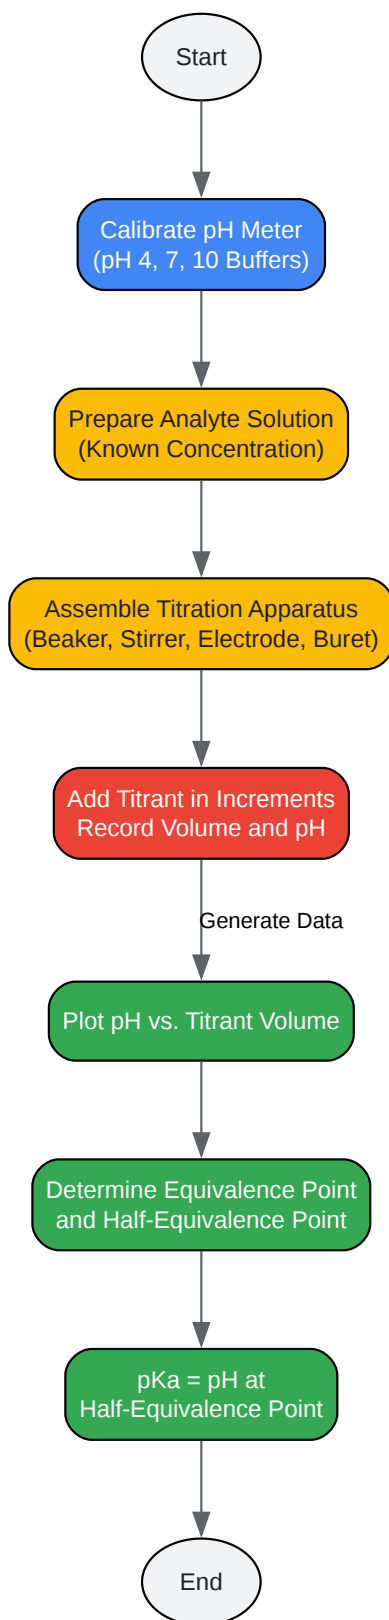 Start
Calibrate pH Meter
(pH 4, 7, 10 Buffers)
Prepare Analyte Solution
(Known Concentration)
Assemble Titration Apparatus
(Beaker, Stirrer, Electrode, Buret)
Add Titrant in Increments
Record Volume and pH
Generate Data
Plot pH vs. Titrant Volume
Determine Equivalence Point
and Half-Equivalence Point
pKa = pH at
Half-Equivalence Point
End